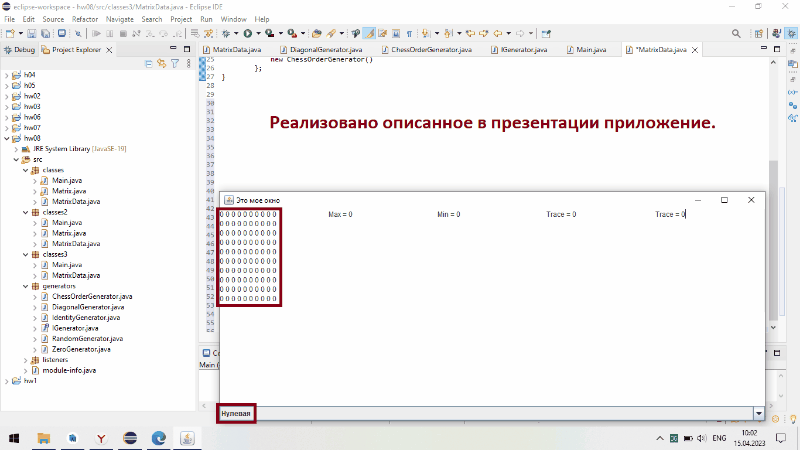 eclipse-workspace - hw08/src/classes3/MatrixData.java - Eclipse IDE
File Edit Source Refactor Navigate Search Project Run Window Help
Debug Project Explorer
MatrixData.java DiagonalGenerator.java ChessOrderGenerator.java IGenerator.java Main.java *MatrixData.java
h04
h05
hw02
hw03
hw06
hw07
hw08
JRE System Library [JavaSE-19]
src
classes
Main.java
Matrix.java
MatrixData.java
classes2
Main.java
Matrix.java
MatrixData.java
classes3
Main.java
MatrixData.java
generators
ChessOrderGenerator.java
DiagonalGenerator.java
IdentityGenerator.java
IGenerator.java
RandomGenerator.java
ZeroGenerator.java
listeners
module-info.java
hw1
25 new ChessOrderGenerator()
26 };
27 }
28
29
30
31
32
33
34
35
36
37
38
39
40
41
42
43
44
45
46
47
48
49
50
51
52
53
54
55
Реализовано описанное в презентации приложение.
Это мое окно
0 0 0 0 0 0 0 0 0 0 Max = 0 Min = 0 Trace = 0 Trace = 0
0 0 0 0 0 0 0 0 0 0
0 0 0 0 0 0 0 0 0 0
0 0 0 0 0 0 0 0 0 0
0 0 0 0 0 0 0 0 0 0
0 0 0 0 0 0 0 0 0 0
0 0 0 0 0 0 0 0 0 0
0 0 0 0 0 0 0 0 0 0
0 0 0 0 0 0 0 0 0 0
0 0 0 0 0 0 0 0 0 0
Нулевая
Co
Main (
ENG 10:02
15.04.2023